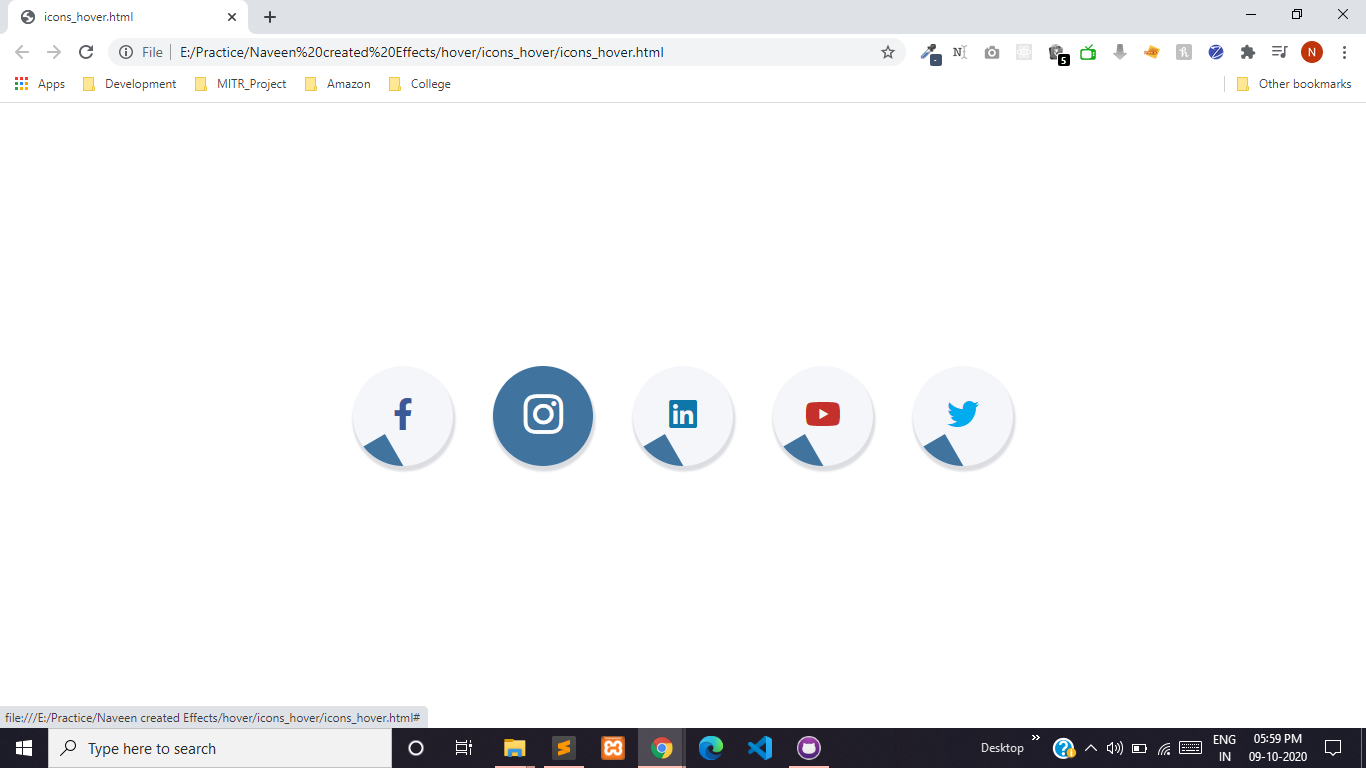 icons_hover.html
File
E:/Practice/Naveen%20created%20Effects/hover/icons_hover/icons_hover.html
N
5
N
Apps
Development
MITR_Project
Amazon
College
Other bookmarks
f
in
file:///E:/Practice/Naveen created Effects/hover/icons_hover/icons_hover.html#
Type here to search
Desktop
ENG
IN
05:59 PM
09-10-2020